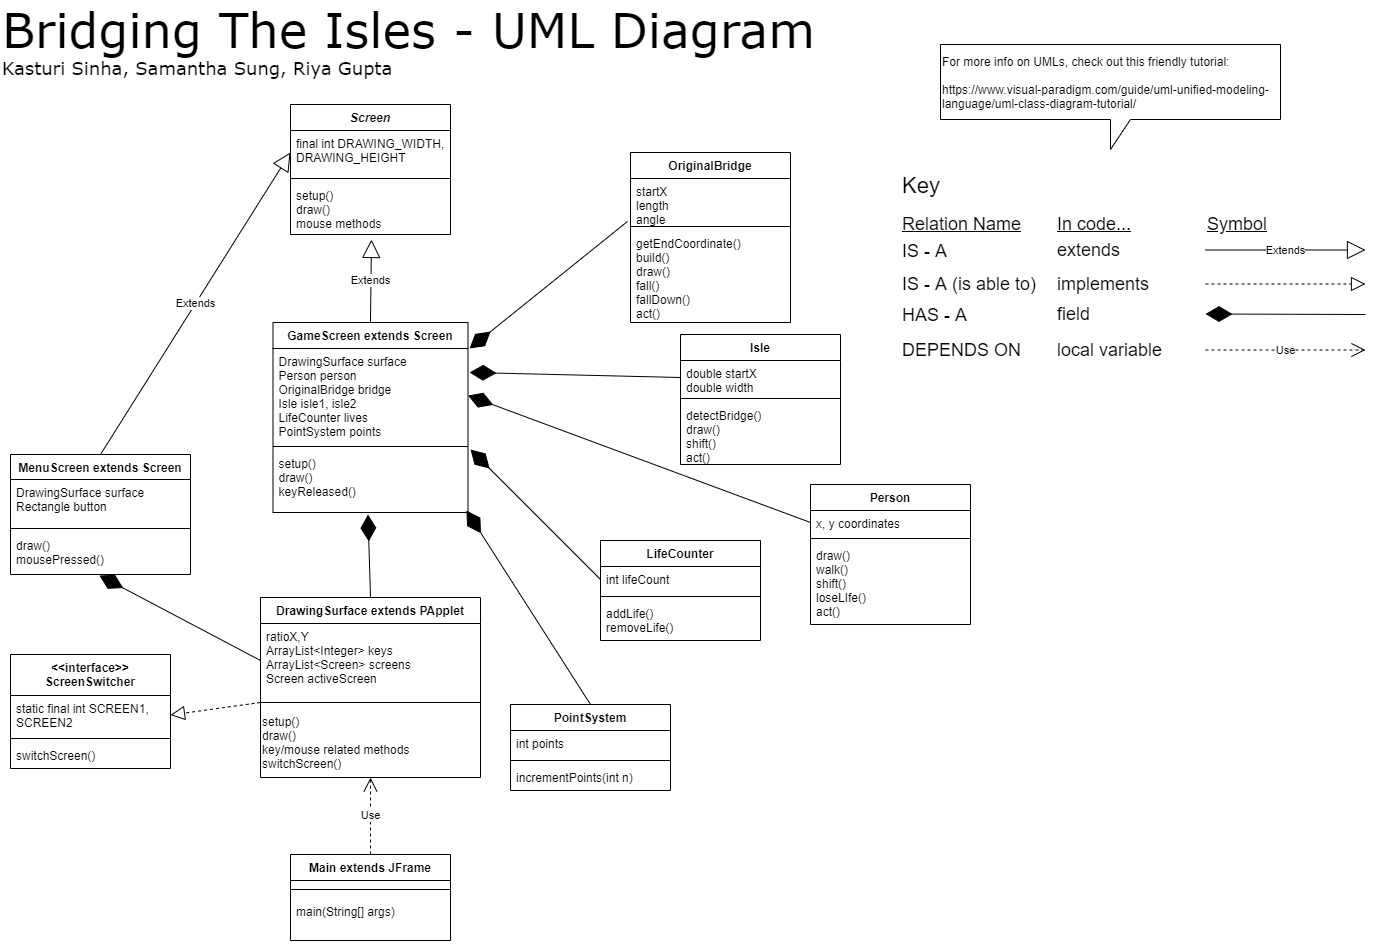 Bridging The Isles - UML Diagram
Kasturi Sinha, Samantha Sung, Riya Gupta
For more info on UMLs, check out this friendly tutorial:
https://www.visual-paradigm.com/guide/uml-unified-modeling-
language/uml-class-diagram-tutorial/
Key
Relation Name In code... Symbol
IS - A extends Extends
IS - A (is able to) implements
HAS - A field
DEPENDS ON local variable Use
Screen
final int DRAWING_WIDTH,
DRAWING_HEIGHT
setup()
draw()
mouse methods
Extends
Extends
OriginalBridge
startX
length
angle
getEndCoordinate()
build()
draw()
fall()
fallDown()
act()
GameScreen extends Screen
DrawingSurface surface
Person person
OriginalBridge bridge
Isle isle1, isle2
LifeCounter lives
PointSystem points
setup()
draw()
keyReleased()
Isle
double startX
double width
detectBridge()
draw()
shift()
act()
MenuScreen extends Screen
DrawingSurface surface
Rectangle button
draw()
mousePressed()
Person
x, y coordinates
draw()
walk()
shift()
loseLIfe()
act()
LifeCounter
int lifeCount
addLife()
removeLife()
DrawingSurface extends PApplet
ratioX,Y
ArrayList<Integer> keys
ArrayList<Screen> screens
Screen activeScreen
setup()
draw()
key/mouse related methods
switchScreen()
<<interface>>
ScreenSwitcher
static final int SCREEN1,
SCREEN2
switchScreen()
PointSystem
int points
incrementPoints(int n)
Use
Main extends JFrame
main(String[] args)